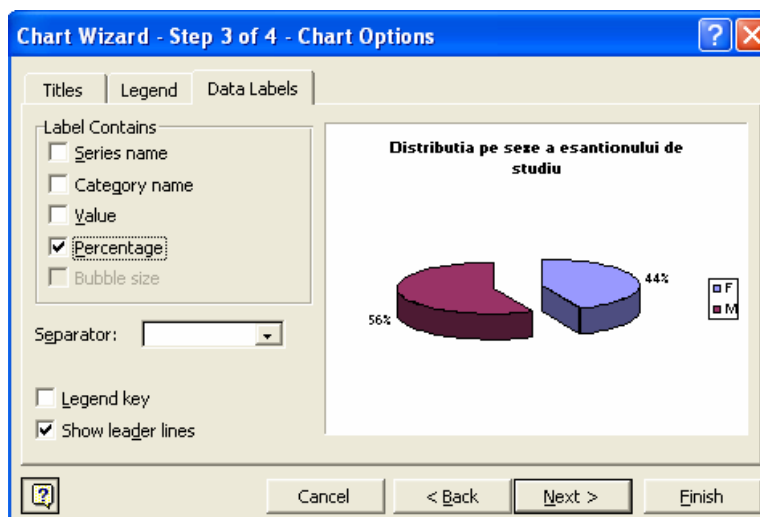 Chart Wizard - Step 3 of 4 - Chart Options
Titles
Legend
Data Labels
Label Contains
Series name
Category name
Value
Percentage
Bubble size
Separator:
Legend key
Show leader lines
Distributia pe sexe a esantionului de
studiu
44%
56%
F
M
Cancel
< Back
Next >
Finish